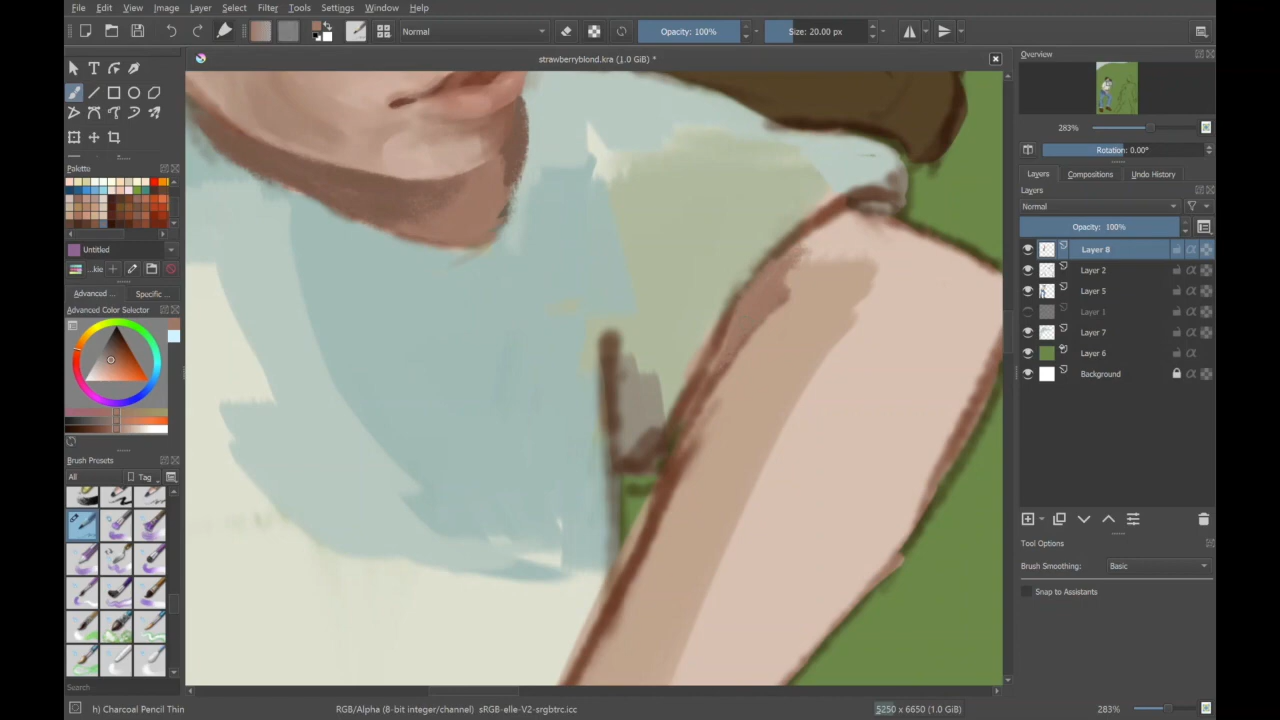 File Edit View Image Layer Select Filter Tools Settings Window Help
Normal Opacity: 100% Size: 20.00 px
strawberryblond.kra (1.0 GiB) *
Palette
Untitled
...kie
Advanced ... Specific ...
Advanced Color Selector
Brush Presets
All Tag
Search
Overview
283%
Rotation: 0.00°
Layers Compositions Undo History
Layers
Normal
Opacity: 100%
Layer 8
Layer 2
Layer 5
Layer 1
Layer 7
Layer 6
Background
Tool Options
Brush Smoothing: Basic
Snap to Assistants
h) Charcoal Pencil Thin RGB/Alpha (8-bit integer/channel) sRGB-elle-V2-srgbtrc.icc 5250 x 6650 (1.0 GiB) 283%